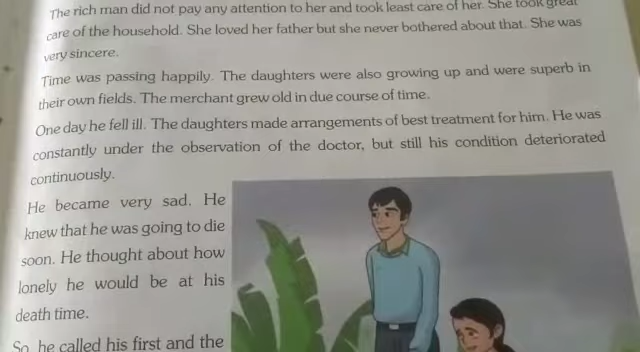 The rich man did not pay any attention to her and took least care of her. She took great
care of the household. She loved her father but she never bothered about that. She was
very sincere.
Time was passing happily. The daughters were also growing up and were superb in
their own fields. The merchant grew old in due course of time.
One day he fell ill. The daughters made arrangements of best treatment for him. He was
constantly under the observation of the doctor, but still his condition deteriorated
continuously.
He became very sad. He
knew that he was going to die
soon. He thought about how
lonely he would be at his
death time.
So, he called his first and the